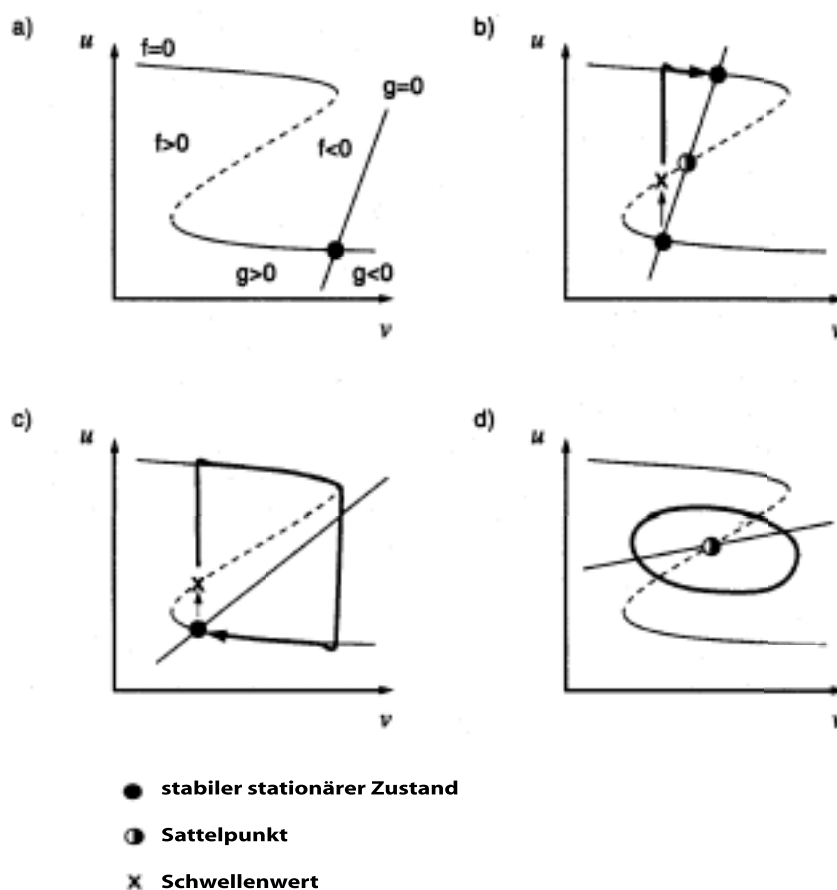 a)
u
f=0
g=0
f>0
f<0
g>0
g<0
v
b)
u
x
v
c)
u
x
v
d)
u
v
stabiler stationärer Zustand
Sattelpunkt
x Schwellenwert